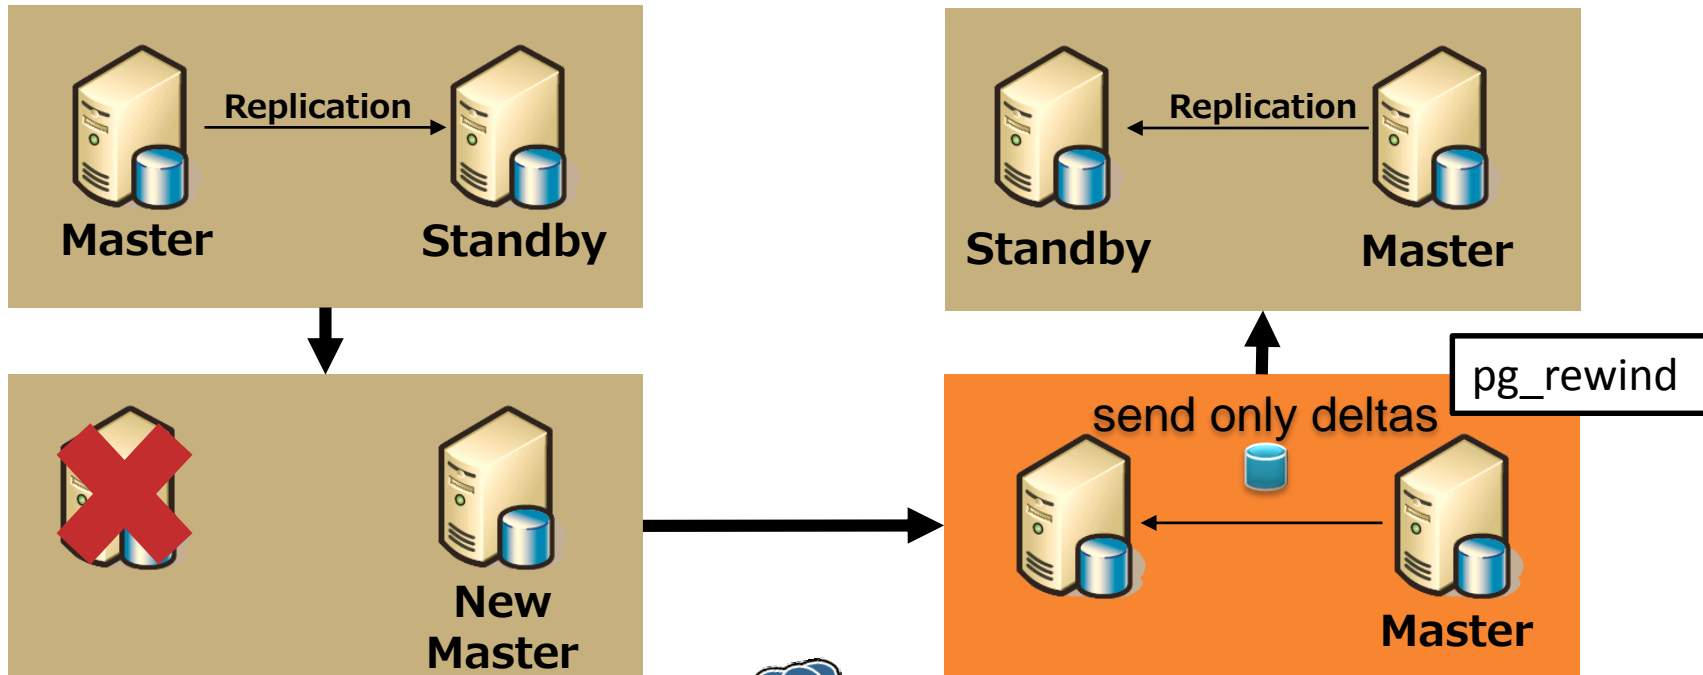 Replication
Master
Standby
Replication
Standby
Master
New
Master
pg_rewind
send only deltas
Master